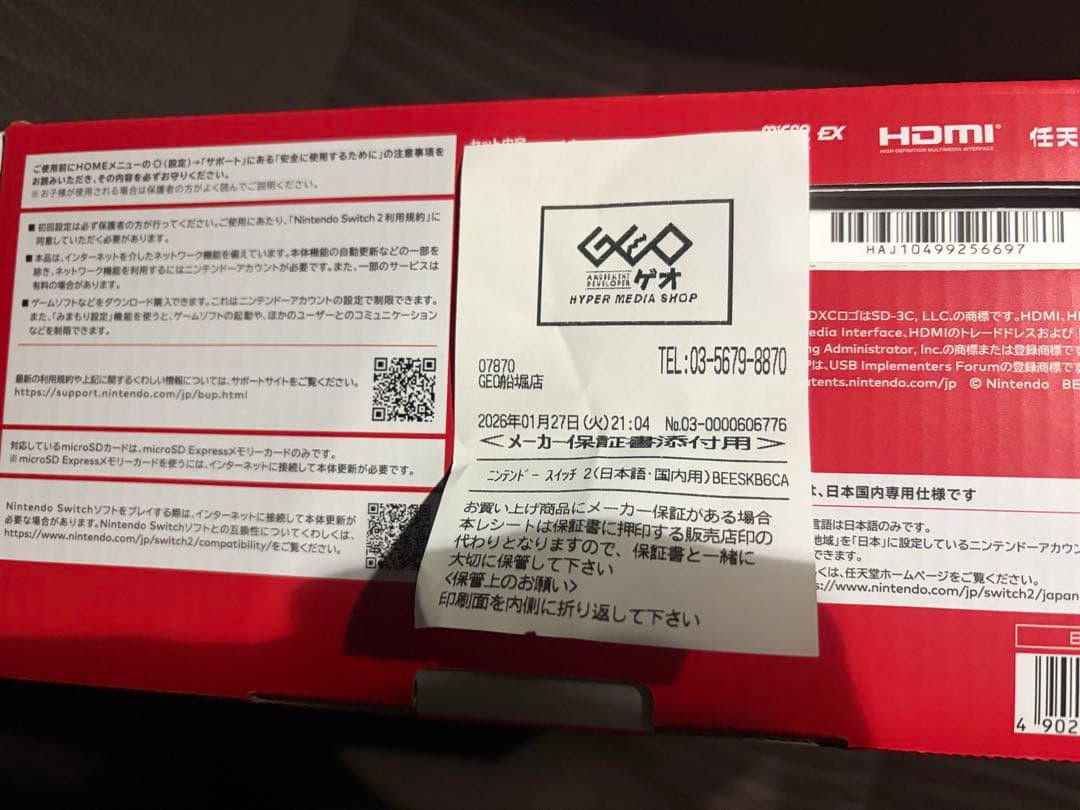 ご使用前にHOMEメニューの(設定)→「サポート」にある「安全に使用するために」の注意事項を
お読みいただき、その内容を必ずお守りください。
※お子様が使用される場合は保護者の方がよく読んでご説明ください。
■ 初回設定は必ず保護者の方が行ってください。ご使用にあたり、「Nintendo Switch 2 利用規約」に
同意していただく必要があります。
■ 本品は、インターネットを介したネットワーク機能を備えています。本体機能の自動更新などの一部を
除き、ネットワーク機能を利用するにはニンテンドーアカウントが必要です。また、一部のサービスは
有料の場合があります。
■ ゲームソフトなどをダウンロード購入できます。これはニンテンドーアカウントの設定で制限できます。
また、「みまもり設定」機能を使うと、ゲームソフトの起動や、ほかのユーザーとのコミュニケーション
などを制限できます。
最新の利用規約や上記に関するくわしい情報については、サポートサイトをご覧ください。
https://support.nintendo.com/jp/bup.html
対応しているmicroSDカードは、microSD Expressメモリーカードのみです。
※microSD Expressメモリーカードを使うには、インターネットに接続して本体更新が必要です。
Nintendo Switchソフトをプレイする際は、インターネットに接続して本体更新が
必要な場合があります。Nintendo Switchソフトとの互換性についてくわしくは、
https://www.nintendo.com/jp/switch2/compatibility/をご覧ください。
GEO
AMUSEMENT
DEVELOPER
ゲオ
HYPER MEDIA SHOP
07870
TEL:03-5679-8870
GEO船堀店
2026年01月27日(火)21:04 No.03-0000606776
<メーカー保証書添付用>
ニンテンドー スイッチ 2(日本語・国内用)BEESKB6CA
お買い上げ商品にメーカー保証がある場合
本レシートは保証書に押印する販売店印の
代わりとなりますので、保証書と一緒に
大切に保管して下さい
<保管上のお願い>
印刷面を内側に折り返して下さい
EX
HDMI
HIGH-DEFINITION MULTIMEDIA INTERFACE
任天
HAJ10499256697
DXCロゴはSD-3C, LLC.の商標です。HDMI、H
edia Interface、HDMIのトレードドレスおよび
ng Administrator, Inc.の商標または登録商標で
は、USB Implementers Forumの登録商標です
atents.nintendo.com/jp © Nintendo BE
は、日本国内専用仕様です
言語は日本語のみです。
地域」を「日本」に設定しているニンテンドーアカウン
できます。
くは、任天堂ホームページをご覧ください。
://www.nintendo.com/jp/switch2/japan
4 902